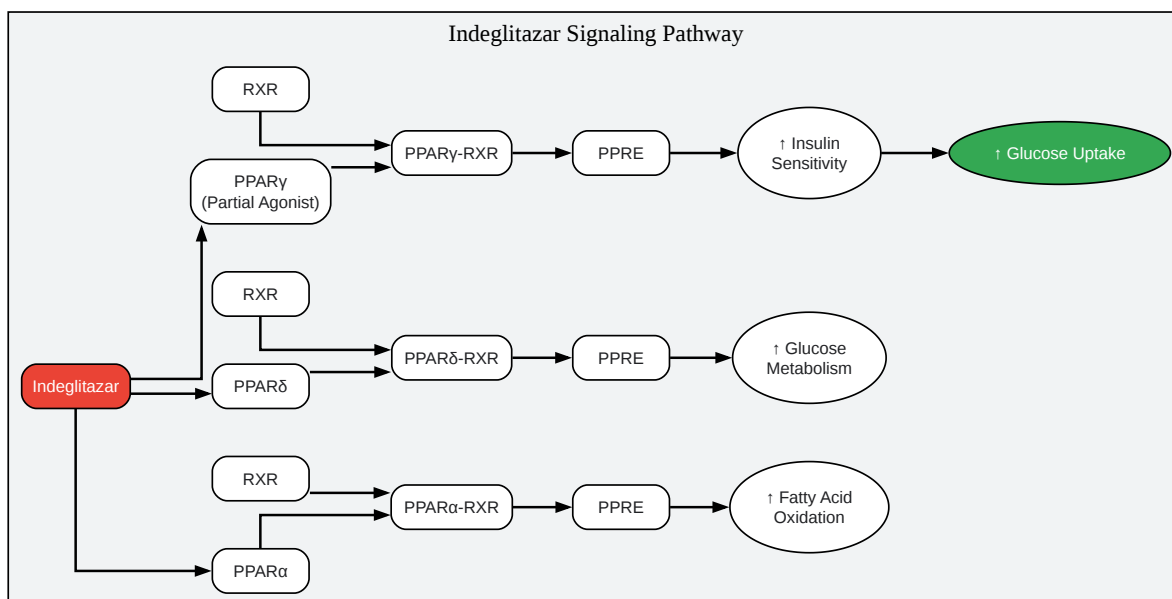 Indeglitazar Signaling Pathway
RXR
PPARγ-RXR
PPRE
↑ Insulin
Sensitivity
↑ Glucose Uptake
PPARγ
(Partial Agonist)
RXR
PPARδ-RXR
PPRE
↑ Glucose
Metabolism
Indeglitazar
PPARδ
RXR
PPARα-RXR
PPRE
↑ Fatty Acid
Oxidation
PPARα